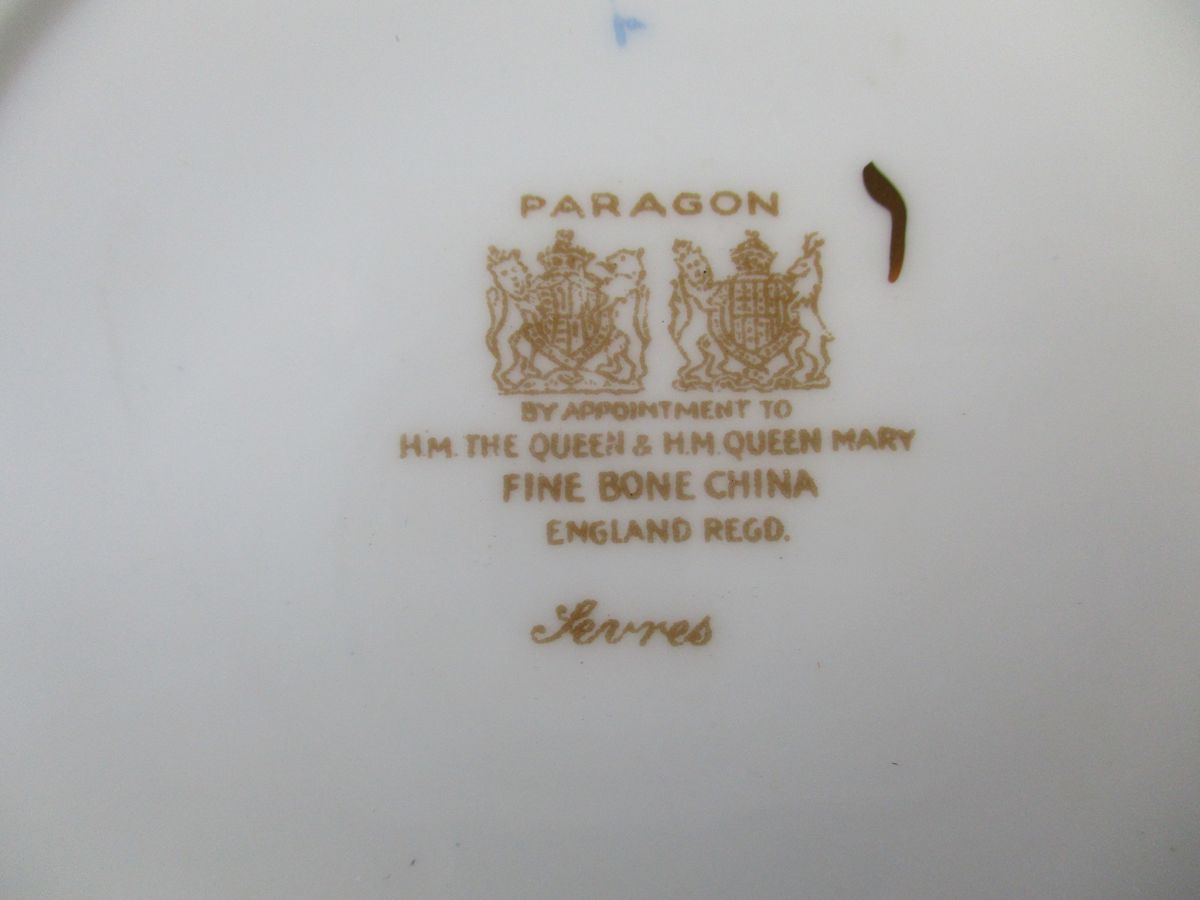 PARAGON
BY APPOINTMENT TO
H.M. THE QUEEN & H.M. QUEEN MARY
FINE BONE CHINA
ENGLAND REGD.
Sevres